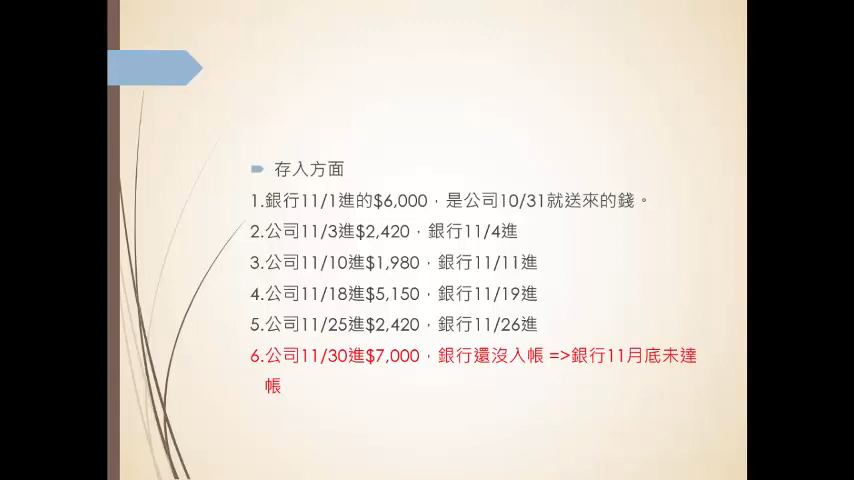 存入方面
1.銀行11/1進的$6,000，是公司10/31就送來的錢。
2.公司11/3進$2,420，銀行11/4進
3.公司11/10進$1,980，銀行11/11進
4.公司11/18進$5,150，銀行11/19進
5.公司11/25進$2,420，銀行11/26進
6.公司11/30進$7,000，銀行還沒入帳 =>銀行11月底未達
帳